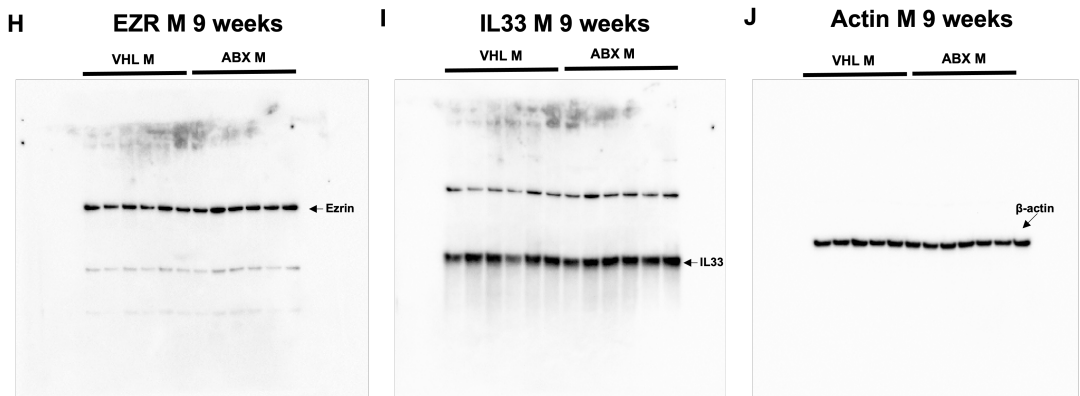 H
EZR M 9 weeks
VHL M
ABX M
Ezrin
I
IL33 M 9 weeks
VHL M
ABX M
IL33
J
Actin M 9 weeks
VHL M
ABX M
β-actin